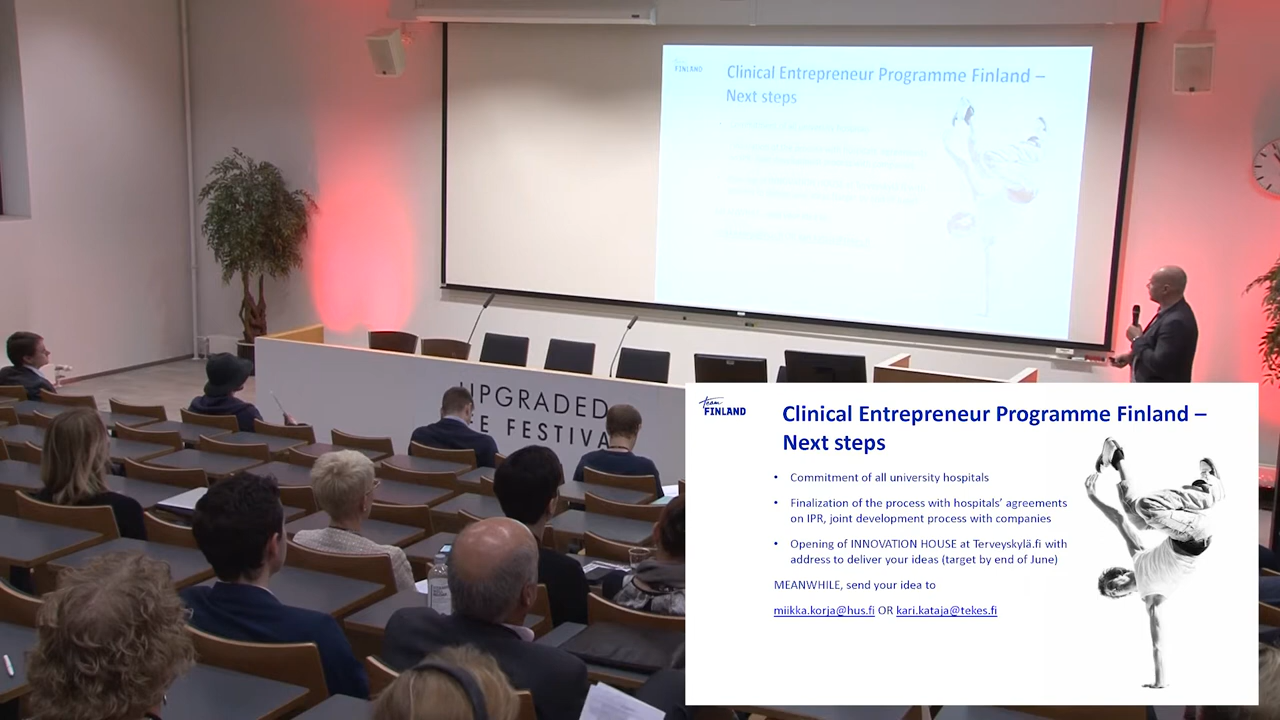 FINLAND
Clinical Entrepreneur Programme Finland –
Next steps
UPGRADED
FE FESTIVA
team
FINLAND
Clinical Entrepreneur Programme Finland –
Next steps
• Commitment of all university hospitals
• Finalization of the process with hospitals’ agreements
on IPR, joint development process with companies
• Opening of INNOVATION HOUSE at Terveyskylä.fi with
address to deliver your ideas (target by end of June)
MEANWHILE, send your idea to
miikka.korja@hus.fi OR kari.kataja@tekes.fi